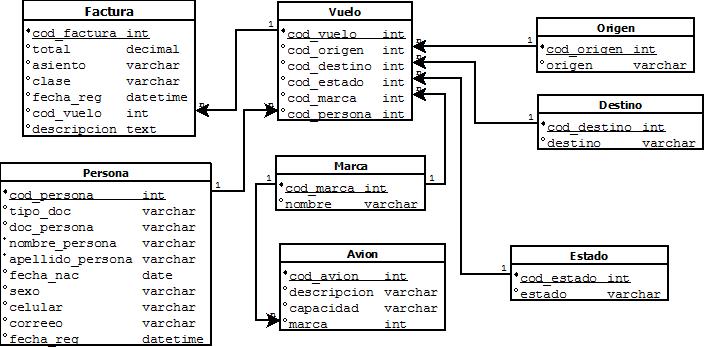 Factura
cod_factura int
total decimal
asiento varchar
clase varchar
fecha_reg datetime
cod_vuelo int
descripcion text
1
n
Vuelo
cod_vuelo int
cod_origen int
cod_destino int
cod_estado int
cod_marca int
cod_persona int
n
n
n
n
n
Origen
cod_origen int
origen varchar
1
Destino
cod_destino int
destino varchar
1
Persona
cod_persona int
tipo_doc varchar
doc_persona varchar
nombre_persona varchar
apellido_persona varchar
fecha_nac date
sexo varchar
celular varchar
correeo varchar
fecha_reg datetime
1
Marca
cod_marca int
nombre varchar
1
1
Avion
cod_avion int
descripcion varchar
capacidad varchar
marca int
n
Estado
cod_estado int
estado varchar
1